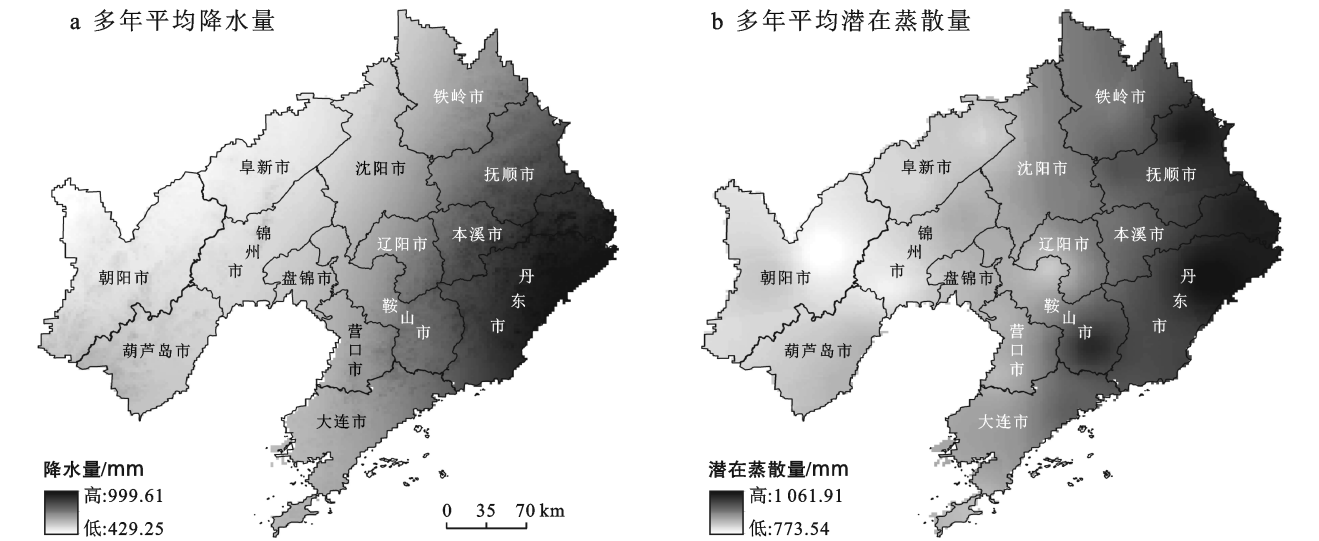 a 多年平均降水量
铁岭市
阜新市
沈阳市
抚顺市
锦州市
辽阳市
本溪市
朝阳市
盘锦市
丹东市
鞍山市
葫芦岛市
营口市
大连市
降水量/mm
高:999.61
低:429.25
0 35 70 km
b 多年平均潜在蒸散量
铁岭市
阜新市
沈阳市
抚顺市
锦州市
辽阳市
本溪市
朝阳市
盘锦市
丹东市
鞍山市
葫芦岛市
营口市
大连市
潜在蒸散量/mm
高:1 061.91
低:773.54